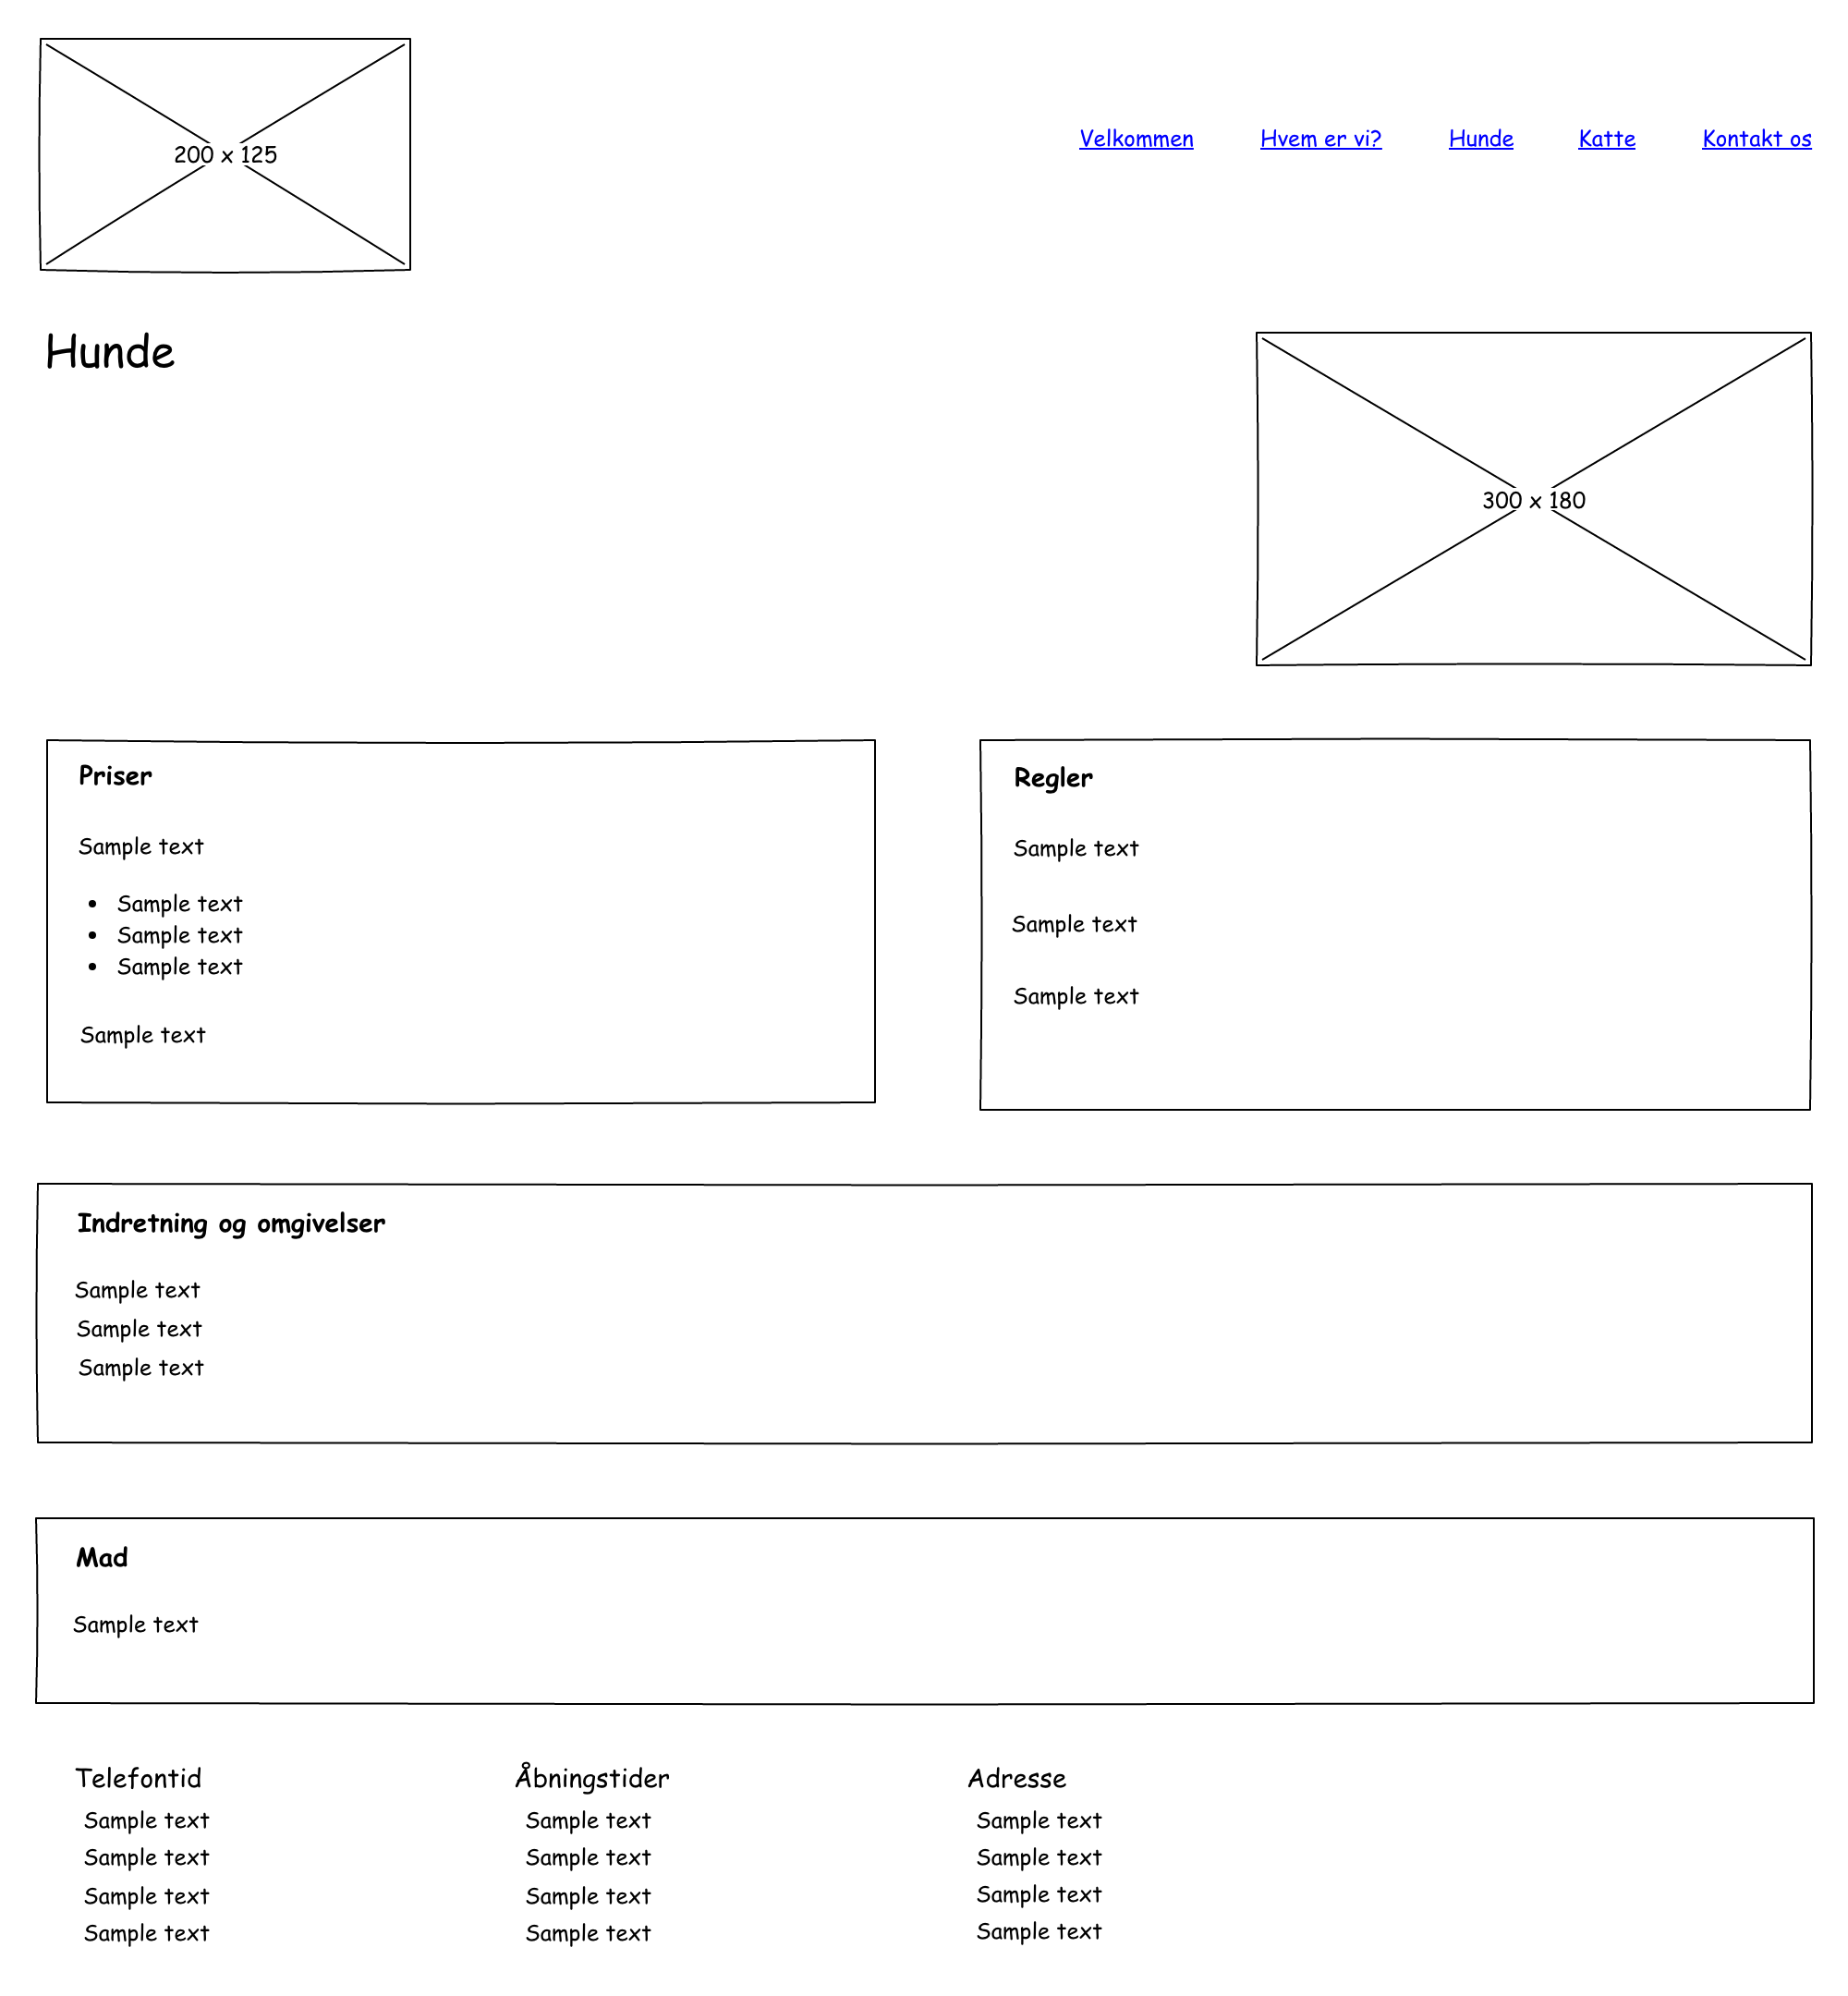 200 x 125
Velkommen Hvem er vi? Hunde Katte Kontakt os
Hunde
300 x 180
Priser
Sample text
• Sample text
• Sample text
• Sample text
Sample text
Regler
Sample text
Sample text
Sample text
Indretning og omgivelser
Sample text
Sample text
Sample text
Mad
Sample text
Telefontid
Sample text
Sample text
Sample text
Sample text
Åbningstider
Sample text
Sample text
Sample text
Sample text
Adresse
Sample text
Sample text
Sample text
Sample text